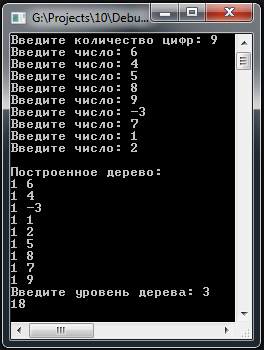 G:\Projects\10\Debu...
Введите количество цифр: 9
Введите число: 6
Введите число: 4
Введите число: 5
Введите число: 8
Введите число: 9
Введите число: -3
Введите число: 7
Введите число: 1
Введите число: 2
Построенное дерево:
1 6
1 4
1 -3
1 1
1 2
1 5
1 8
1 7
1 9
Введите уровень дерева: 3
18